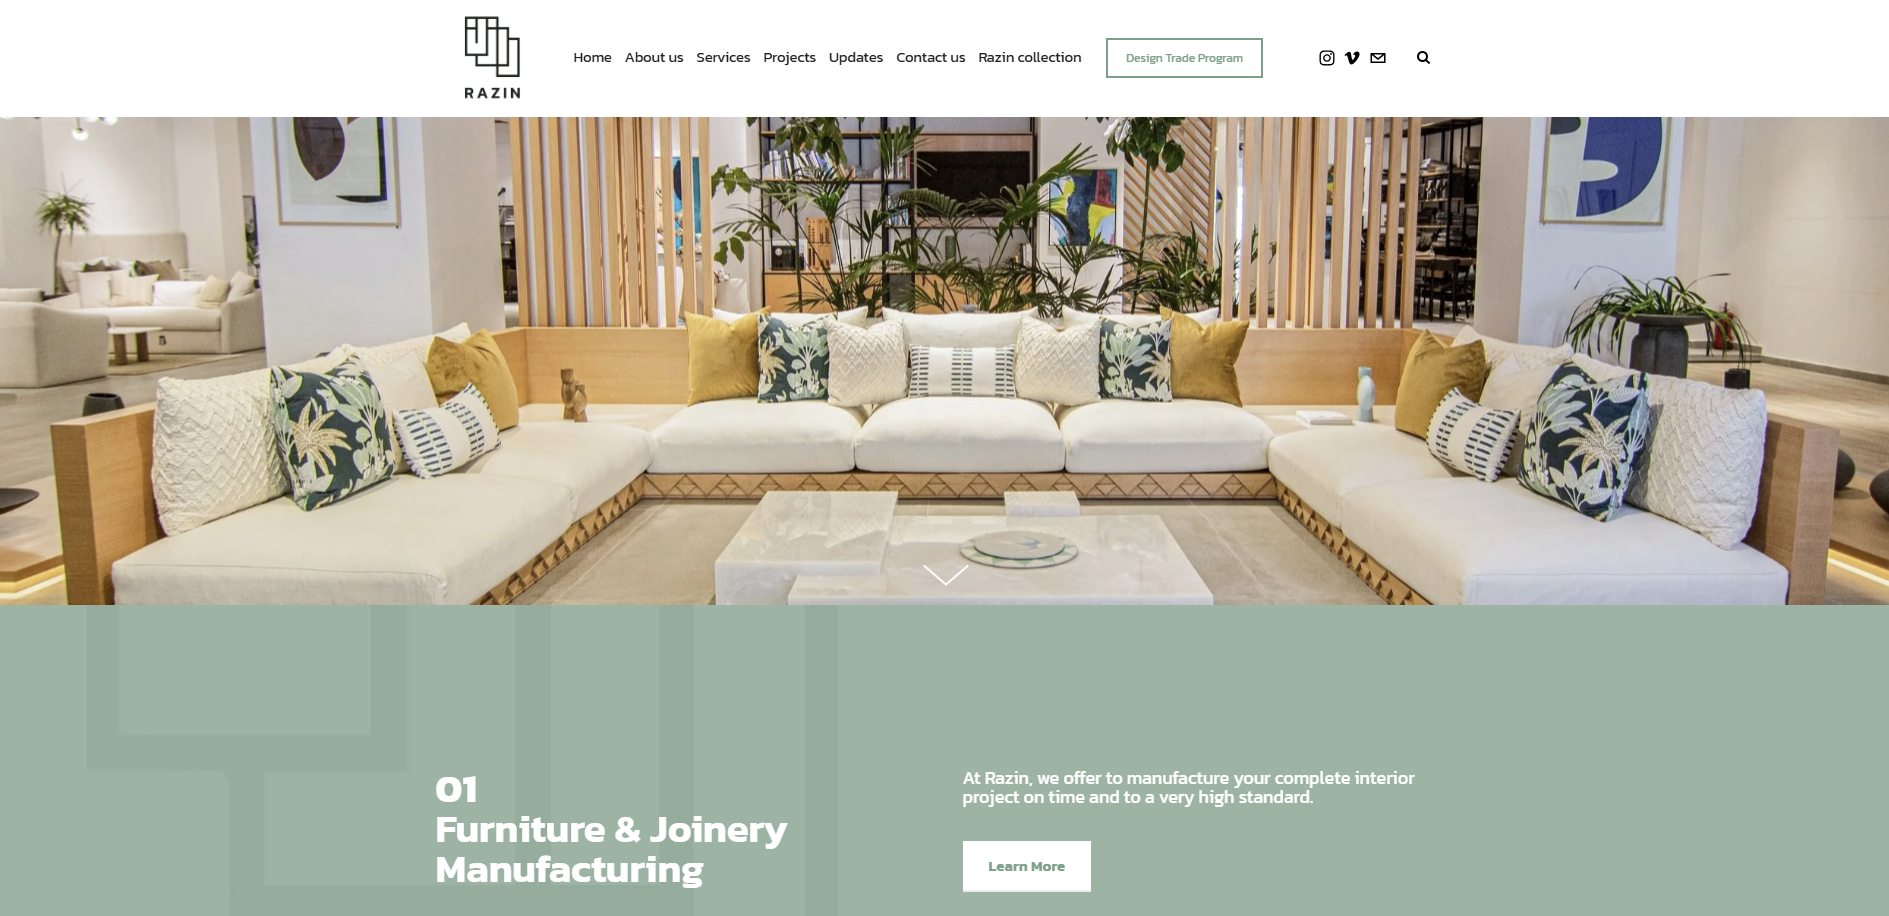 RAZIN
Home About us Services Projects Updates Contact us Razin collection Design Trade Program
01
Furniture & Joinery
Manufacturing
At Razin, we offer to manufacture your complete interior
project on time and to a very high standard.
Learn More